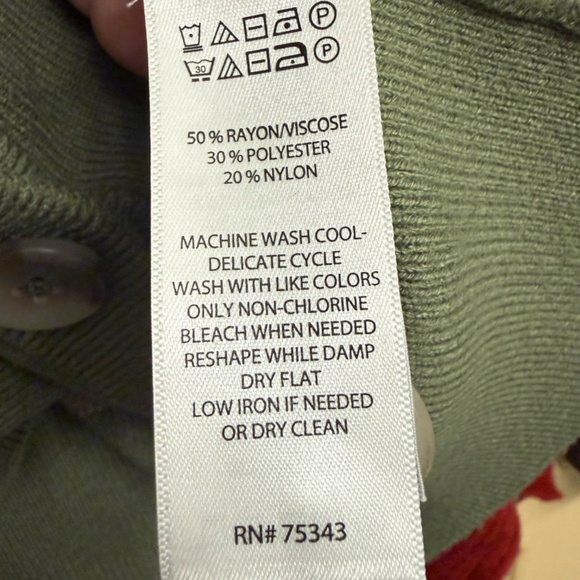 P
30 P
50 % RAYON/VISCOSE
30 % POLYESTER
20 % NYLON
MACHINE WASH COOL-
DELICATE CYCLE
WASH WITH LIKE COLORS
ONLY NON-CHLORINE
BLEACH WHEN NEEDED
RESHAPE WHILE DAMP
DRY FLAT
LOW IRON IF NEEDED
OR DRY CLEAN
RN# 75343